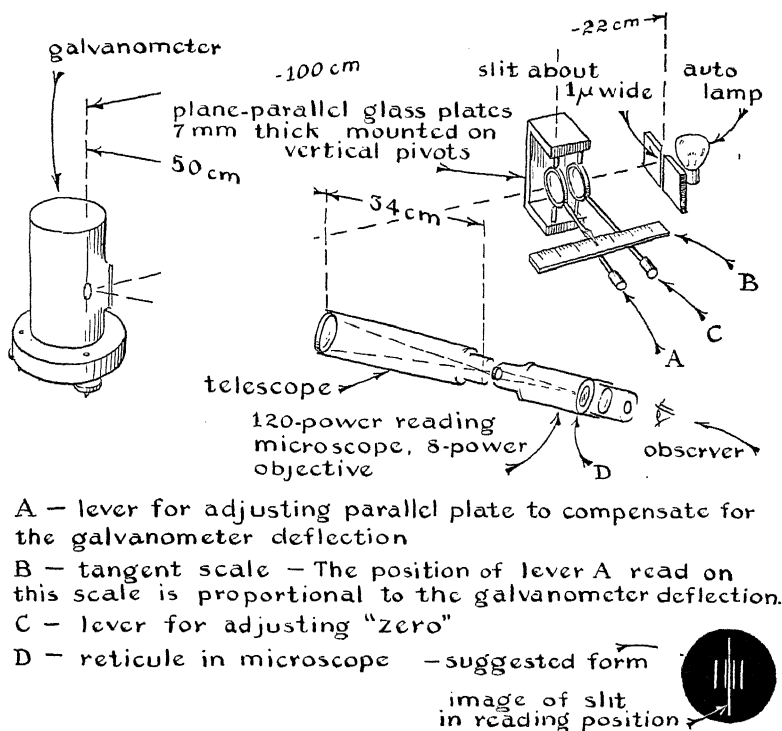 galvanometer
-100 cm
50 cm
plane-parallel glass plates
7 mm thick mounted on
vertical pivots
-22 cm
slit about
1μ wide
auto
lamp
34 cm
B
C
A
telescope
120-power reading
microscope, 8-power
objective
D
observer
A — lever for adjusting parallel plate to compensate for
the galvanometer deflection
B — tangent scale — The position of lever A read on
this scale is proportional to the galvanometer deflection.
C — lever for adjusting "zero"
D — reticule in microscope — suggested form
image of slit
in reading position